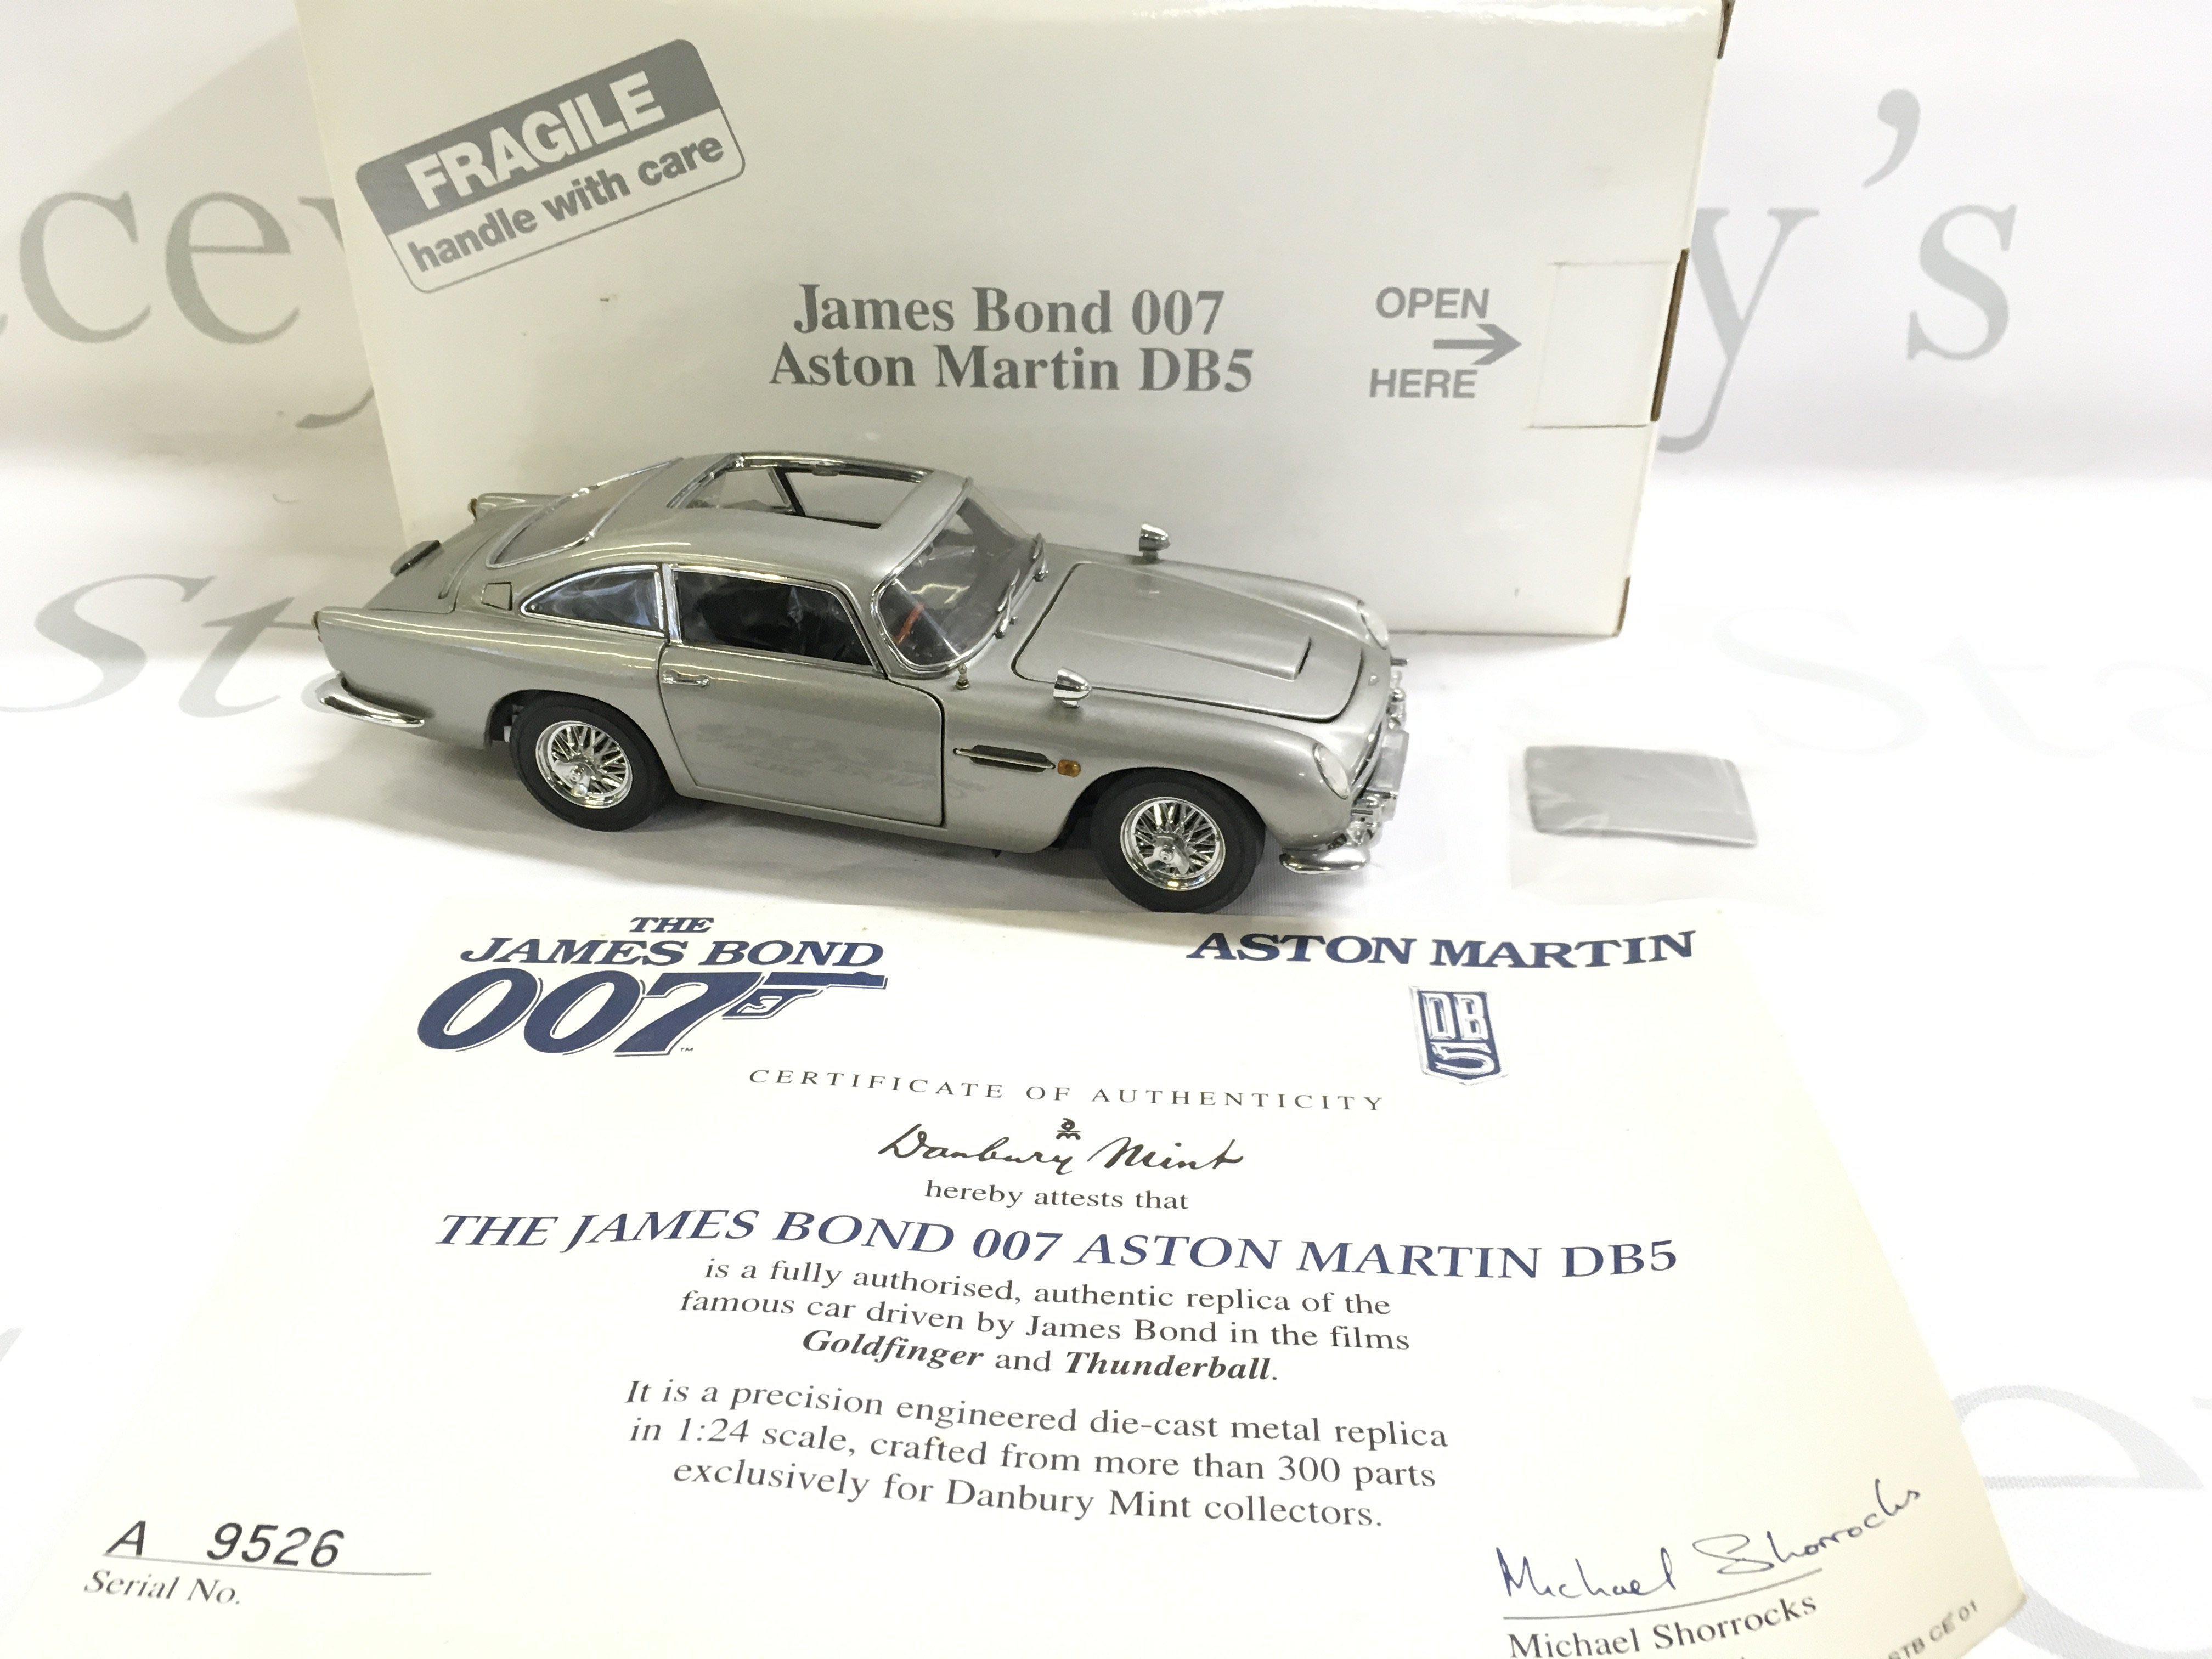 FRAGILE
handle with care
James Bond 007
Aston Martin DB5
OPEN
HERE
THE
JAMES BOND
007
™
ASTON MARTIN
DB
5
CERTIFICATE OF AUTHENTICITY
Danbury Mint
hereby attests that
THE JAMES BOND 007 ASTON MARTIN DB5
is a fully authorised, authentic replica of the
famous car driven by James Bond in the films
Goldfinger and Thunderball.
It is a precision engineered die-cast metal replica
in 1:24 scale, crafted from more than 300 parts
exclusively for Danbury Mint collectors.
A 9526
Serial No.
Michael Shorrocks
Michael Shorrocks
CE 01